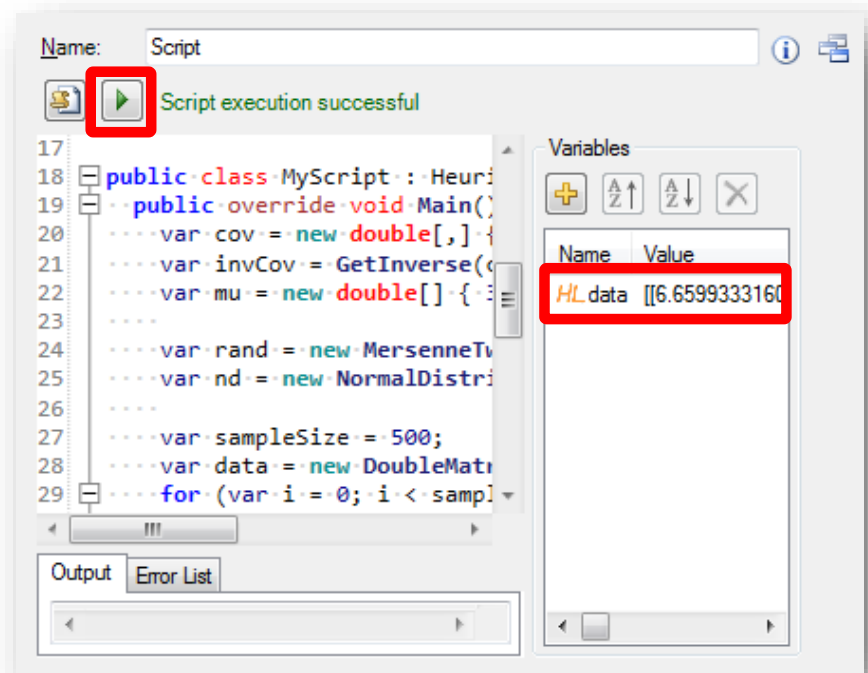 Name: Script
Script execution successful
17
18 public class MyScript : Heuri
19 public override void Main()
20 var cov = new double[,] {
21 var invCov = GetInverse(c
22 var mu = new double[] { 3
23
24 var rand = new MersenneTw
25 var nd = new NormalDistri
26
27 var sampleSize = 500;
28 var data = new DoubleMatr
29 for (var i = 0; i < sampl
Output Error List
Variables
Name Value
HL data [[6.6599333160